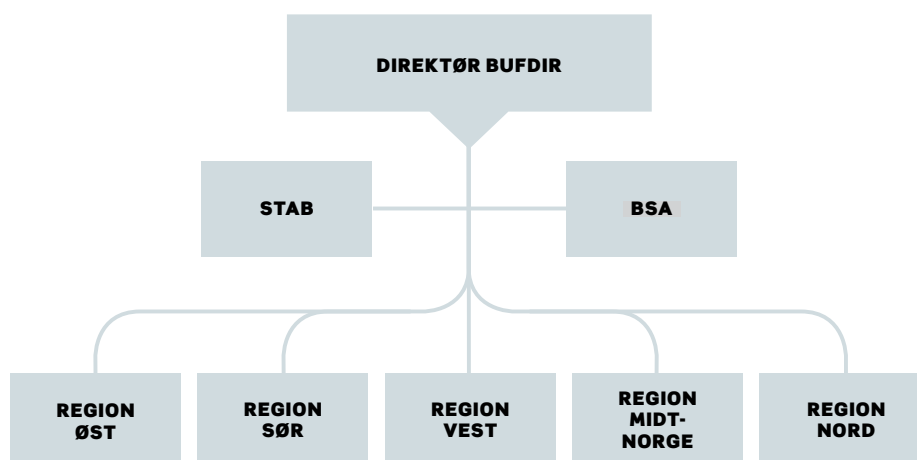 DIREKTØR BUFDIR
STAB
BSA
REGION
ØST
REGION
SØR
REGION
VEST
REGION
MIDT-
NORGE
REGION
NORD